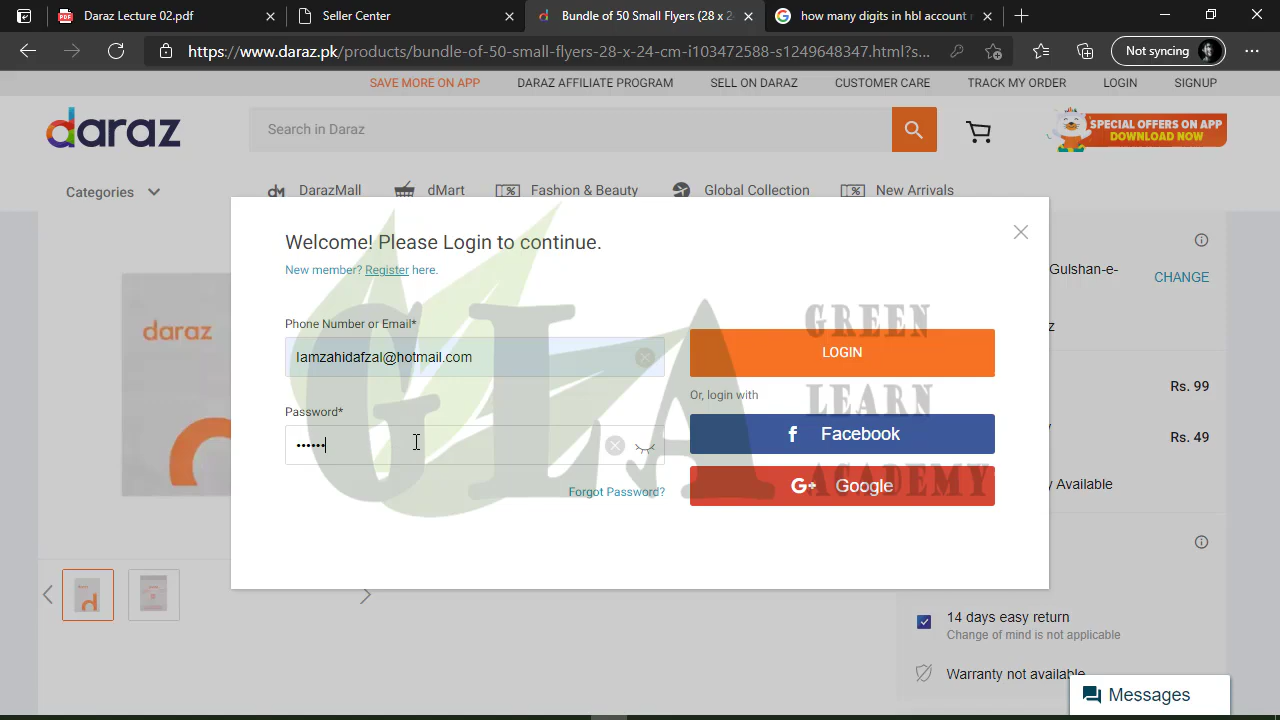 Daraz Lecture 02.pdf
Seller Center
Bundle of 50 Small Flyers (28 x 2
how many digits in hbl account
https://www.daraz.pk/products/bundle-of-50-small-flyers-28-x-24-cm-i103472588-s1249648347.html?s...
Not syncing
SAVE MORE ON APP
DARAZ AFFILIATE PROGRAM
SELL ON DARAZ
CUSTOMER CARE
TRACK MY ORDER
LOGIN
SIGNUP
daraz
Search in Daraz
SPECIAL OFFERS ON APP
DOWNLOAD NOW
Categories
DarazMall
dMart
Fashion & Beauty
Global Collection
New Arrivals
Welcome! Please Login to continue.
New member? Register here.
Gulshan-e-
CHANGE
daraz
Phone Number or Email*
Iamzahidafzal@hotmail.com
LOGIN
Or, login with
Rs. 99
Password*
••••••
Facebook
Rs. 49
Forgot Password?
Google
Available
GLA
GREEN
LEARN
ACADEMY
14 days easy return
Change of mind is not applicable
Warranty not available
Messages